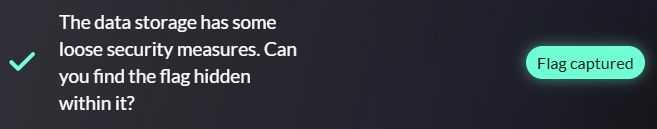 The data storage has some
loose security measures. Can
you find the flag hidden
within it?
Flag captured